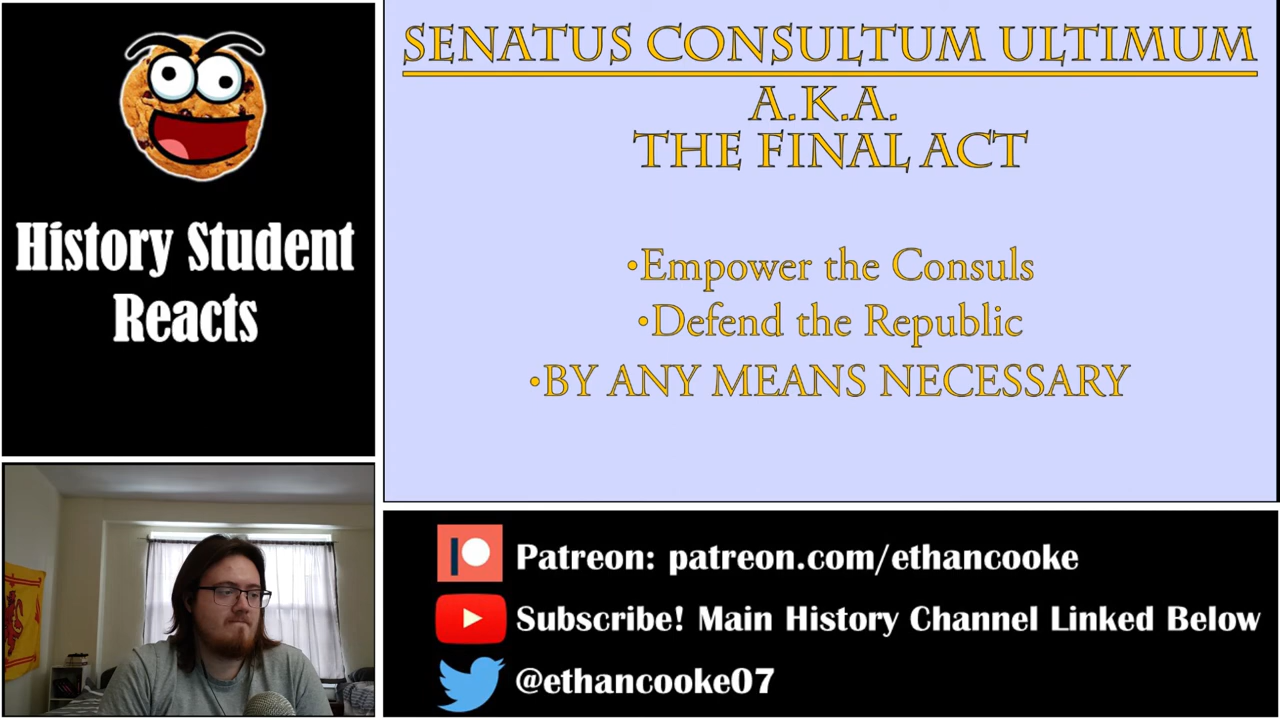 History Student
Reacts
SENATUS CONSULTUM ULTIMUM
A.K.A.
THE FINAL ACT
•Empower the Consuls
•Defend the Republic
•BY ANY MEANS NECESSARY
Patreon: patreon.com/ethancooke
Subscribe! Main History Channel Linked Below
@ethancooke07